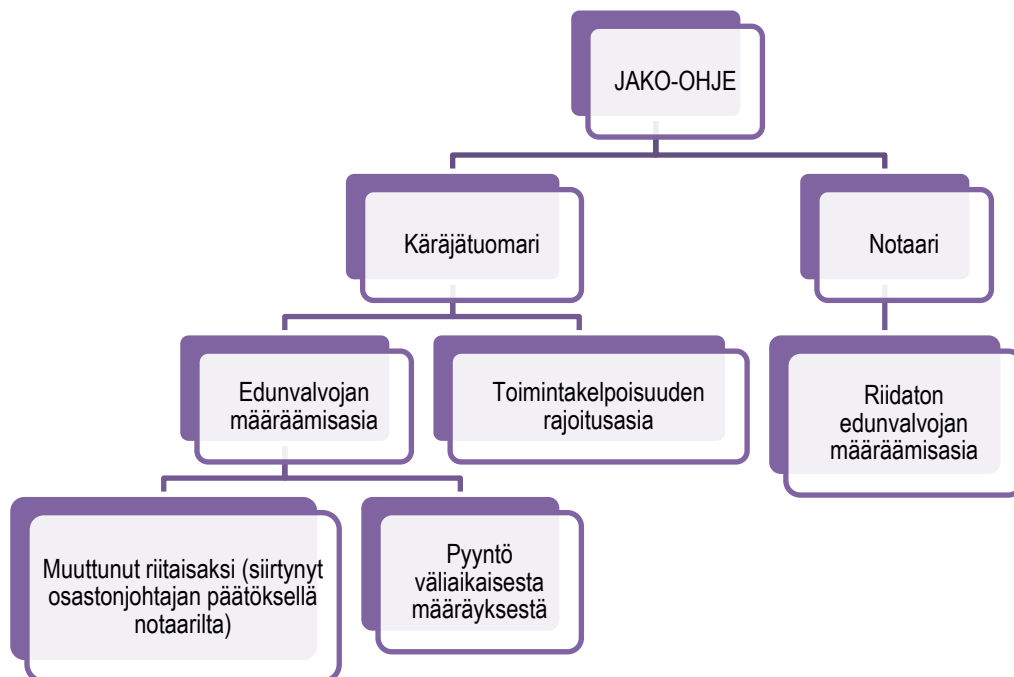 JAKO-OHJE
Käräjätuomari
Notaari
Edunvalvojan
määräämisasia
Toimintakelpoisuuden
rajoitusasia
Riidaton
edunvalvojan
määräämisasia
Muuttunut riitaisaksi (siirtynyt
osastonjohtajan päätöksellä
notaarilta)
Pyyntö
väliaikaisesta
määräyksestä